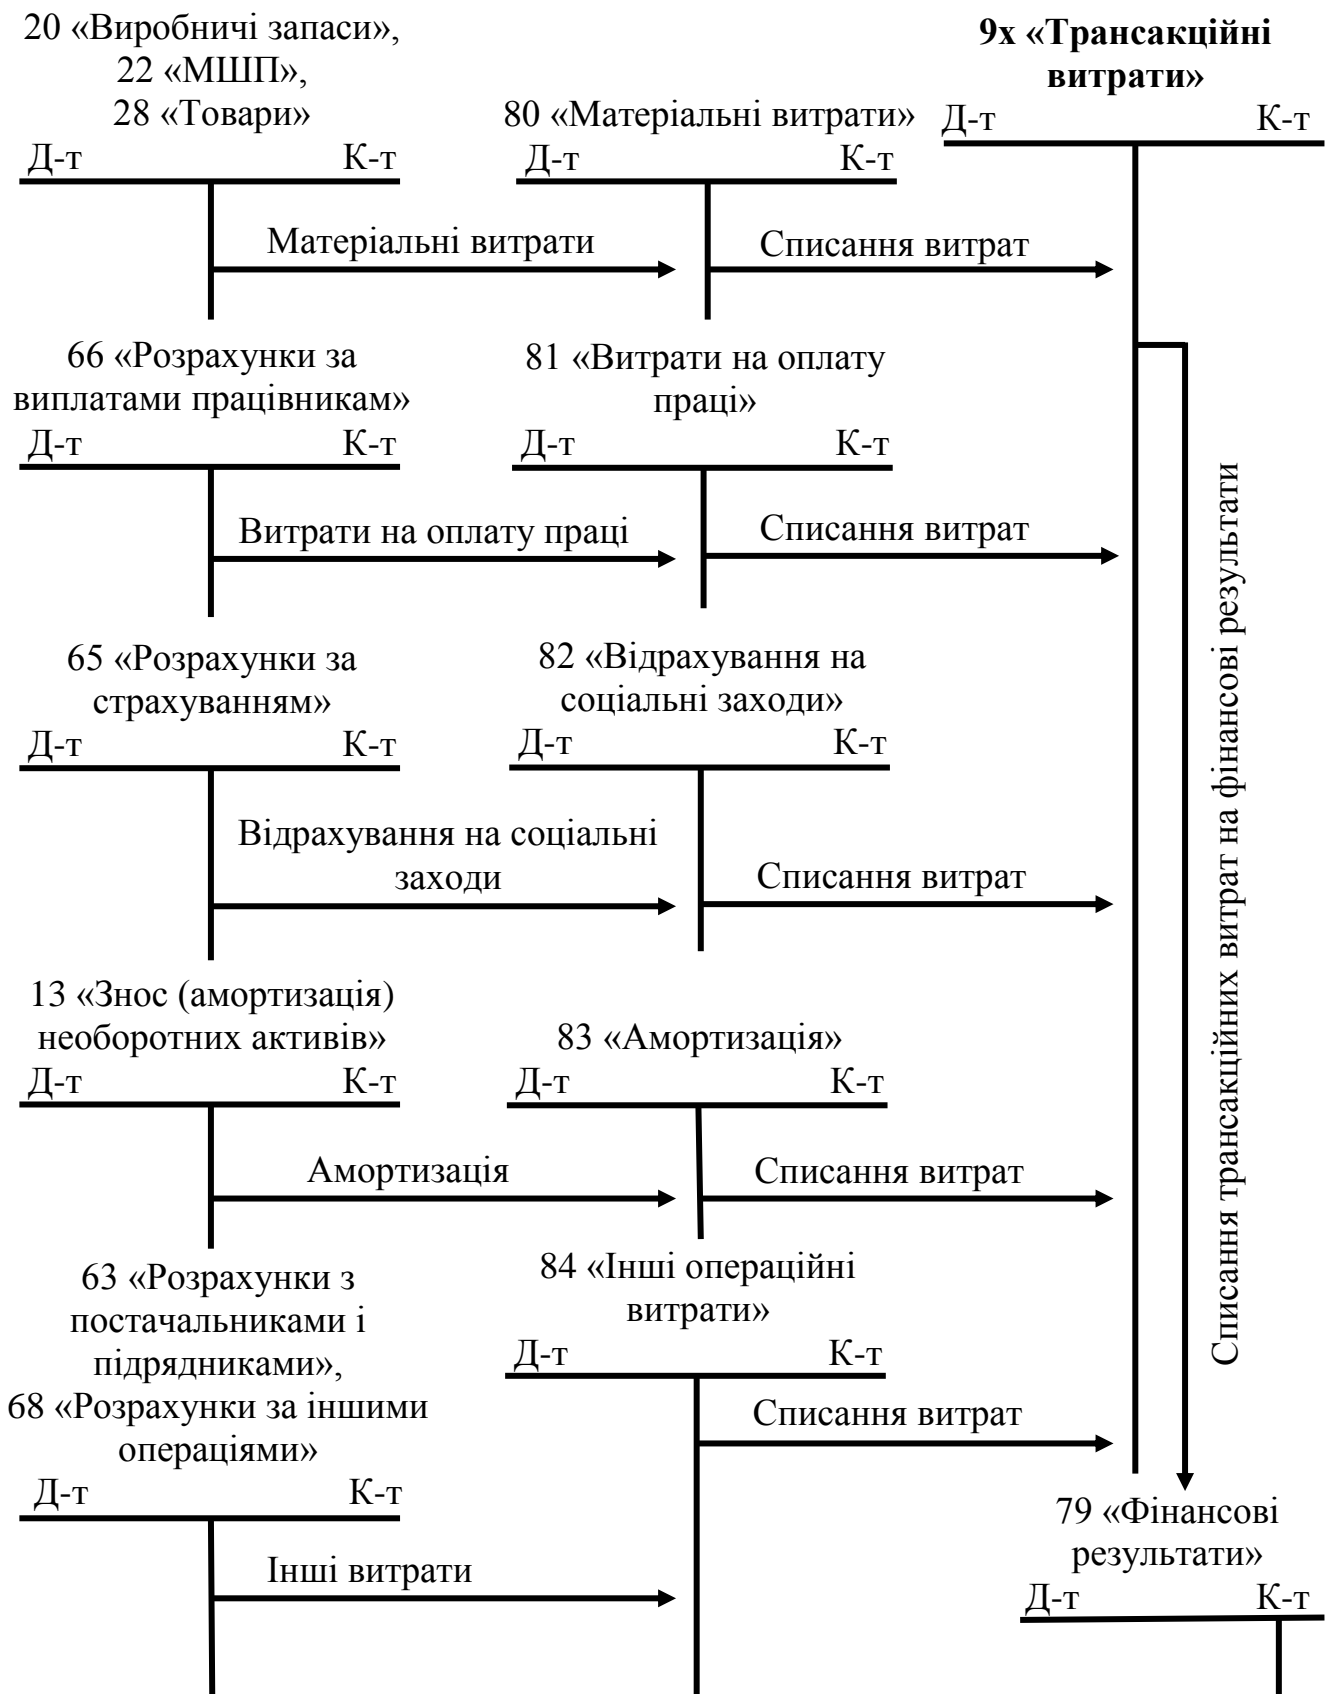 20 «Виробничі запаси»,
22 «МШП»,
28 «Товари»
Д-т К-т
80 «Матеріальні витрати»
Д-т К-т
9х «Трансакційні
витрати»
Д-т К-т
Матеріальні витрати
Списання витрат
66 «Розрахунки за
виплатами працівникам»
Д-т К-т
81 «Витрати на оплату
праці»
Д-т К-т
Витрати на оплату праці
Списання витрат
65 «Розрахунки за
страхуванням»
Д-т К-т
82 «Відрахування на
соціальні заходи»
Д-т К-т
Відрахування на соціальні
заходи
Списання витрат
13 «Знос (амортизація)
необоротних активів»
Д-т К-т
83 «Амортизація»
Д-т К-т
Амортизація
Списання витрат
63 «Розрахунки з
постачальниками і
підрядниками»,
68 «Розрахунки за іншими
операціями»
Д-т К-т
84 «Інші операційні
витрати»
Д-т К-т
Інші витрати
Списання витрат
Списання трансакційних витрат на фінансові результати
79 «Фінансові
результати»
Д-т К-т